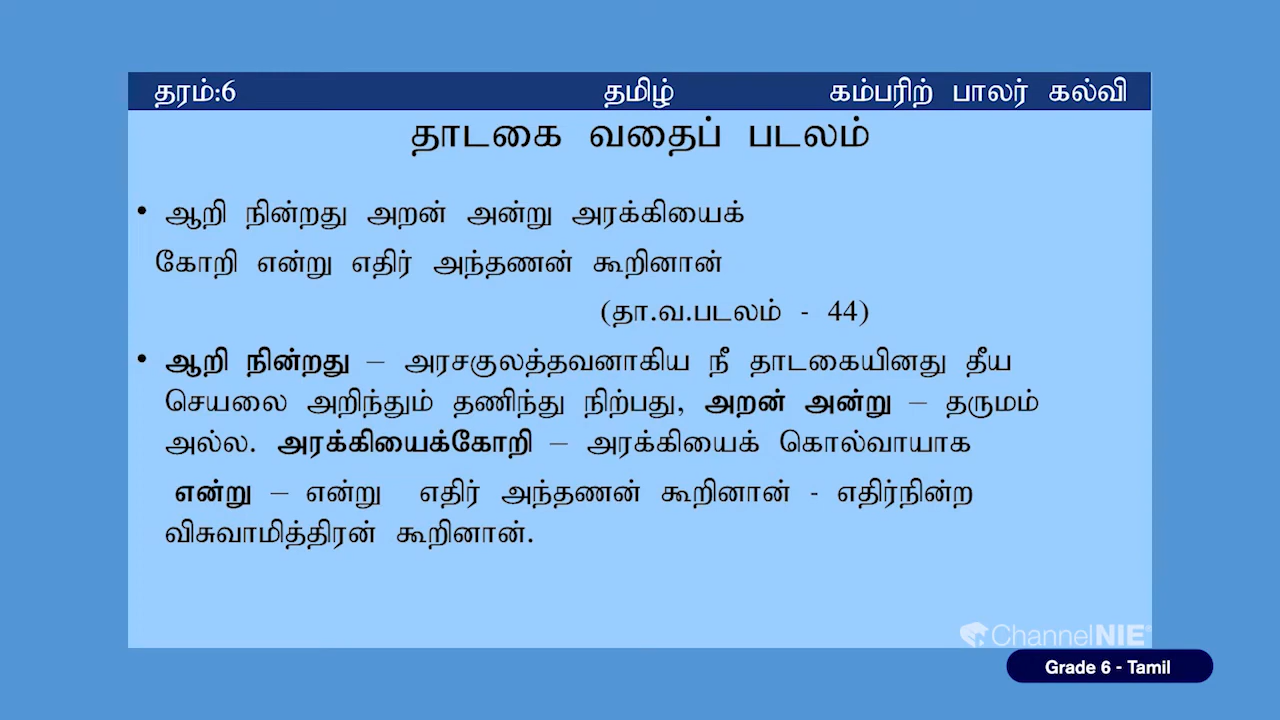 தரம்:6 தமிழ் கம்பரிற் பாலர் கல்வி
தாடகை வதைப் படலம்
• ஆறி நின்றது அறன் அன்று அரக்கியைக்
கோறி என்று எதிர் அந்தணன் கூறினான்
(தா.வ.படலம் - 44)
• ஆறி நின்றது – அரசகுலத்தவனாகிய நீ தாடகையினது தீய
செயலை அறிந்தும் தணிந்து நிற்பது, அறன் அன்று – தருமம்
அல்ல. அரக்கியைக்கோறி – அரக்கியைக் கொல்வாயாக
என்று – என்று எதிர் அந்தணன் கூறினான் - எதிர்நின்ற
விசுவாமித்திரன் கூறினான்.
ChannelNIE
Grade 6 - Tamil